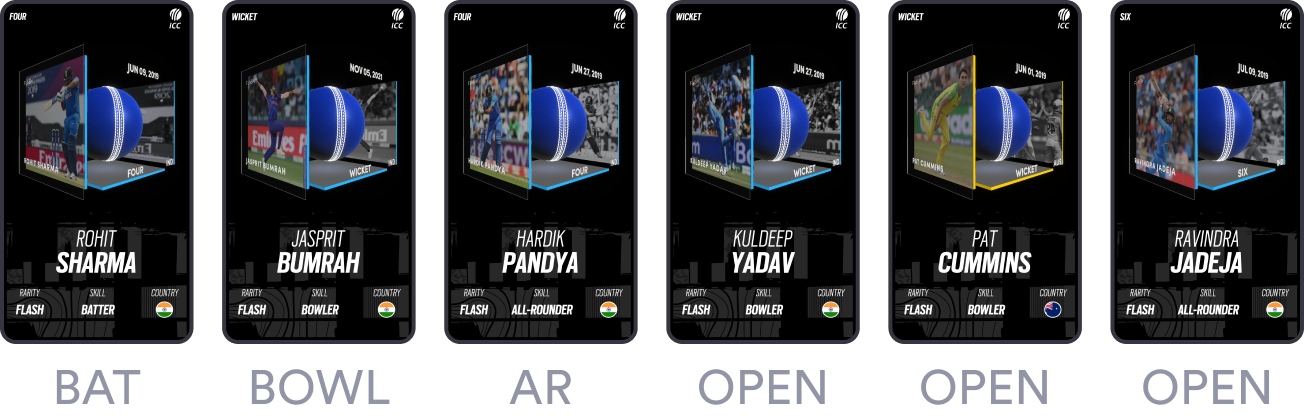 FOUR
ICC
JUN 09, 2019
ROHIT SHARMA
IND
FOUR
ROHIT
SHARMA
RARITY SKILL COUNTRY
FLASH BATTER
BAT
WICKET
ICC
NOV 05, 2021
JASPRIT BUMRAH
IND
WICKET
JASPRIT
BUMRAH
RARITY SKILL COUNTRY
FLASH BOWLER
BOWL
FOUR
ICC
JUN 27, 2019
HARDIK PANDYA
IND
FOUR
HARDIK
PANDYA
RARITY SKILL COUNTRY
FLASH ALL-ROUNDER
AR
WICKET
ICC
JUN 27, 2019
KULDEEP YADAV
IND
WICKET
KULDEEP
YADAV
RARITY SKILL COUNTRY
FLASH BOWLER
OPEN
WICKET
ICC
JUN 01, 2019
PAT CUMMINS
AUS
WICKET
PAT
CUMMINS
RARITY SKILL COUNTRY
FLASH BOWLER
OPEN
SIX
ICC
JUL 09, 2019
RAVINDRA JADEJA
SIX
RAVINDRA
JADEJA
RARITY SKILL COUNTRY
FLASH ALL-ROUNDER
OPEN